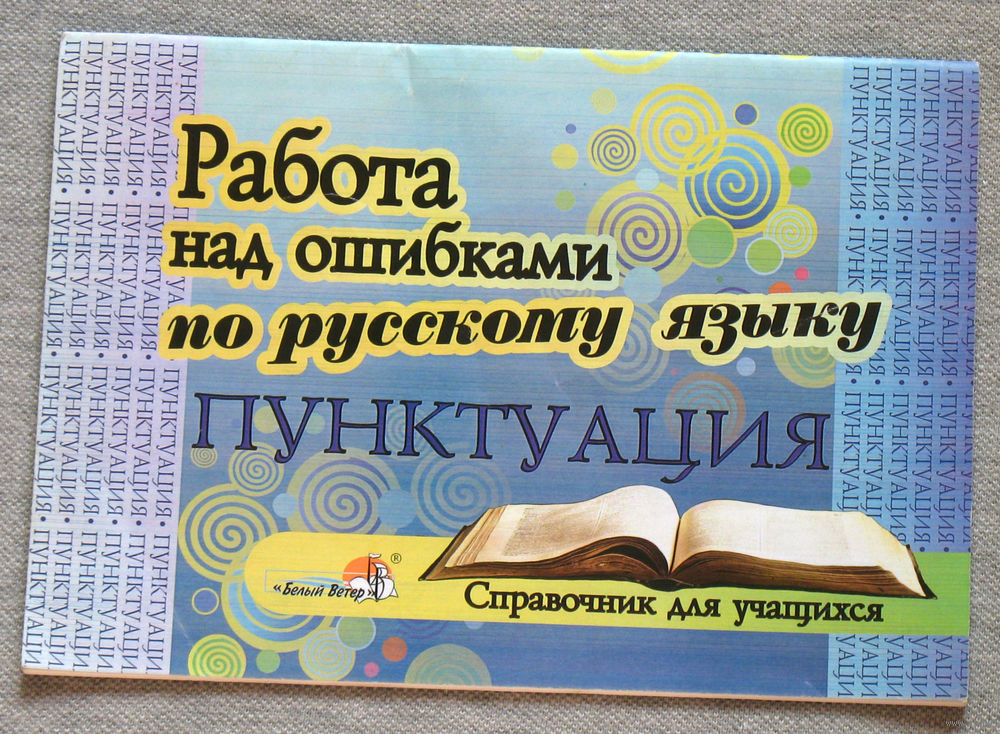 Работа
над ошибками
по русскому языку
ПУНКТУАЦИЯ
«Белый Ветер» ®
Справочник для учащихся
ПУНКТУАЦИЯ • ПУНКТУАЦИЯ • ПУНКТУАЦИЯ